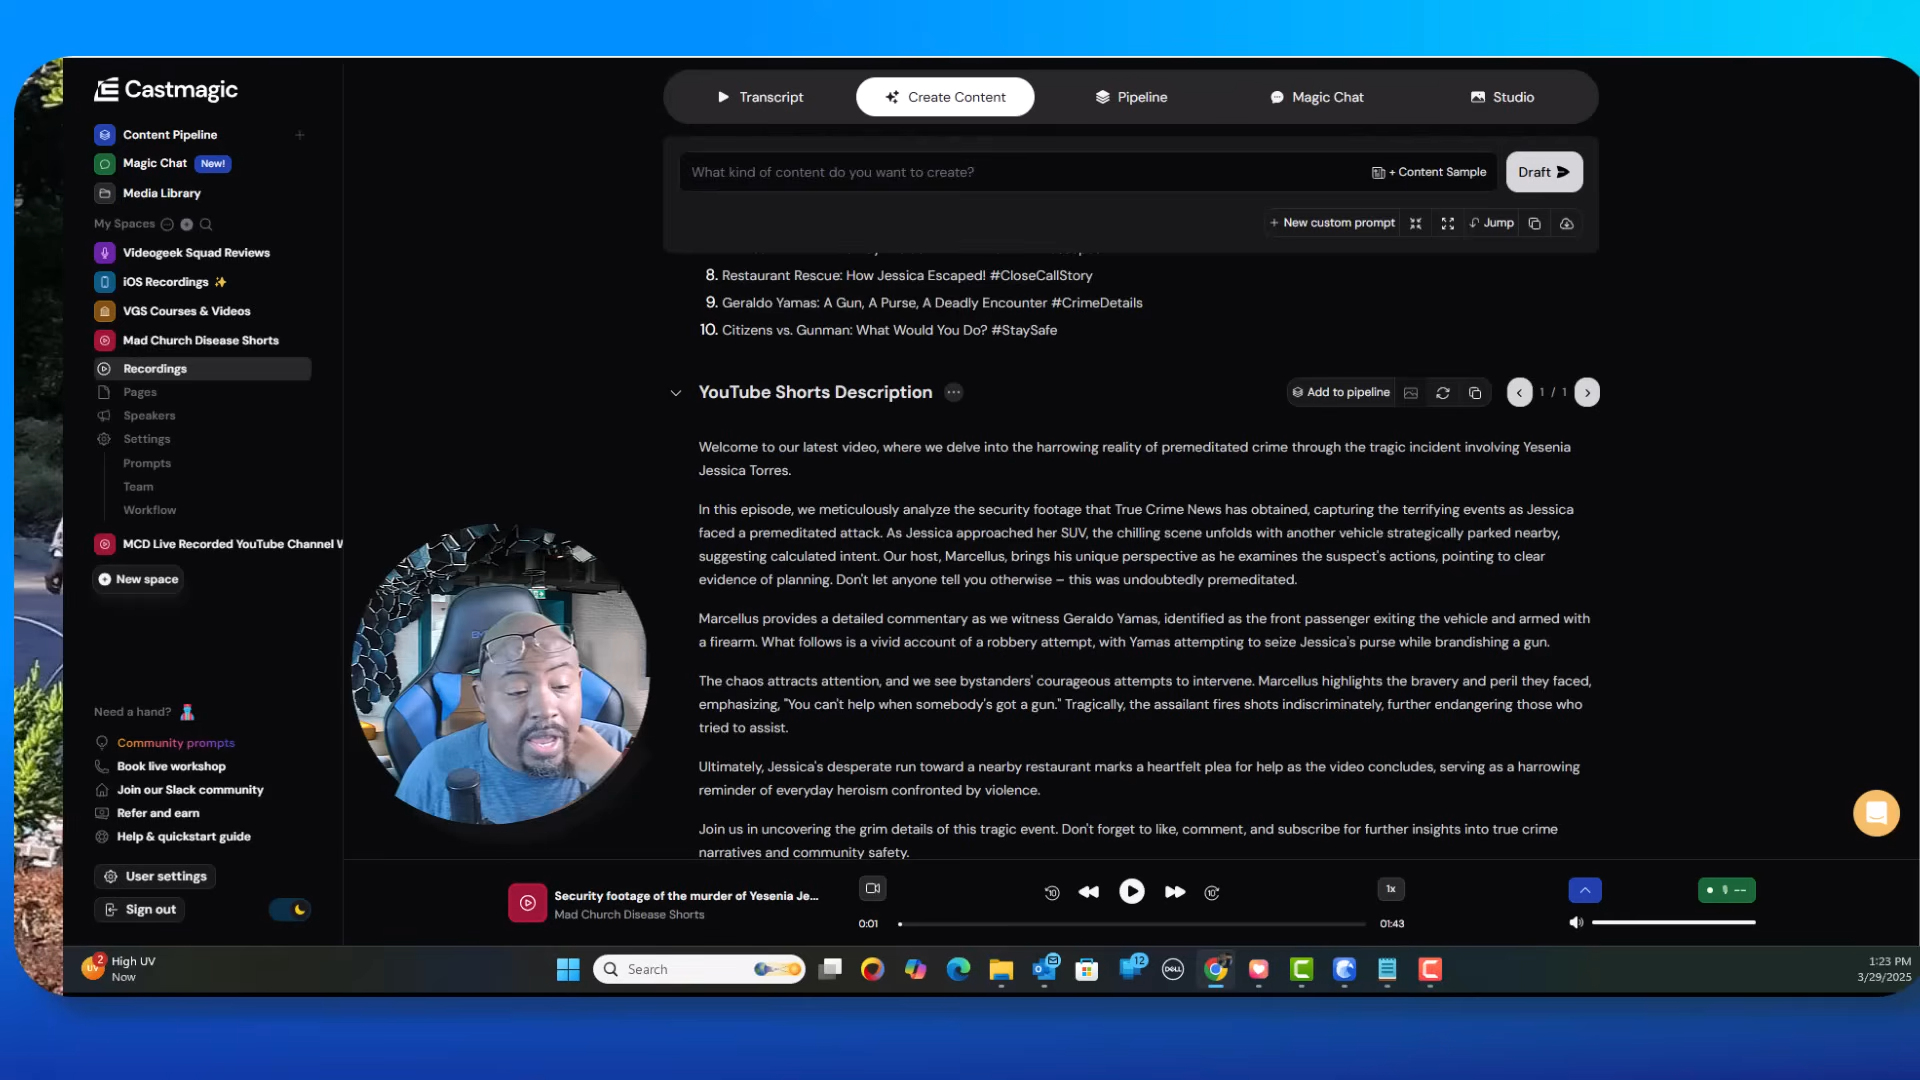 Castmagic
Content Pipeline
Magic Chat New!
Media Library
My Spaces
Videogeek Squad Reviews
iOS Recordings ✨
VGS Courses & Videos
Mad Church Disease Shorts
Recordings
Pages
Speakers
Settings
Prompts
Team
Workflow
MCD Live Recorded YouTube Channel W
New space
Need a hand?
Community prompts
Book live workshop
Join our Slack community
Refer and earn
Help & quickstart guide
User settings
Sign out
Transcript
Create Content
Pipeline
Magic Chat
Studio
What kind of content do you want to create?
+ Content Sample
Draft
+ New custom prompt
Jump
8. Restaurant Rescue: How Jessica Escaped! #CloseCallStory
9. Geraldo Yamas: A Gun, A Purse, A Deadly Encounter #CrimeDetails
10. Citizens vs. Gunman: What Would You Do? #StaySafe
YouTube Shorts Description
Add to pipeline
1 / 1
Welcome to our latest video, where we delve into the harrowing reality of premeditated crime through the tragic incident involving Yesenia
Jessica Torres.
In this episode, we meticulously analyze the security footage that True Crime News has obtained, capturing the terrifying events as Jessica
faced a premeditated attack. As Jessica approached her SUV, the chilling scene unfolds with another vehicle strategically parked nearby,
suggesting calculated intent. Our host, Marcellus, brings his unique perspective as he examines the suspect's actions, pointing to clear
evidence of planning. Don't let anyone tell you otherwise – this was undoubtedly premeditated.
Marcellus provides a detailed commentary as we witness Geraldo Yamas, identified as the front passenger exiting the vehicle and armed with
a firearm. What follows is a vivid account of a robbery attempt, with Yamas attempting to seize Jessica's purse while brandishing a gun.
The chaos attracts attention, and we see bystanders' courageous attempts to intervene. Marcellus highlights the bravery and peril they faced,
emphasizing, "You can't help when somebody's got a gun." Tragically, the assailant fires shots indiscriminately, further endangering those who
tried to assist.
Ultimately, Jessica's desperate run toward a nearby restaurant marks a heartfelt plea for help as the video concludes, serving as a harrowing
reminder of everyday heroism confronted by violence.
Join us in uncovering the grim details of this tragic event. Don't forget to like, comment, and subscribe for further insights into true crime
narratives and community safety.
Security footage of the murder of Yesenia Je...
Mad Church Disease Shorts
0:01
10
10
1x
01:43
--
2
High UV
Now
Search
12
DELL
1:23 PM
3/29/2025